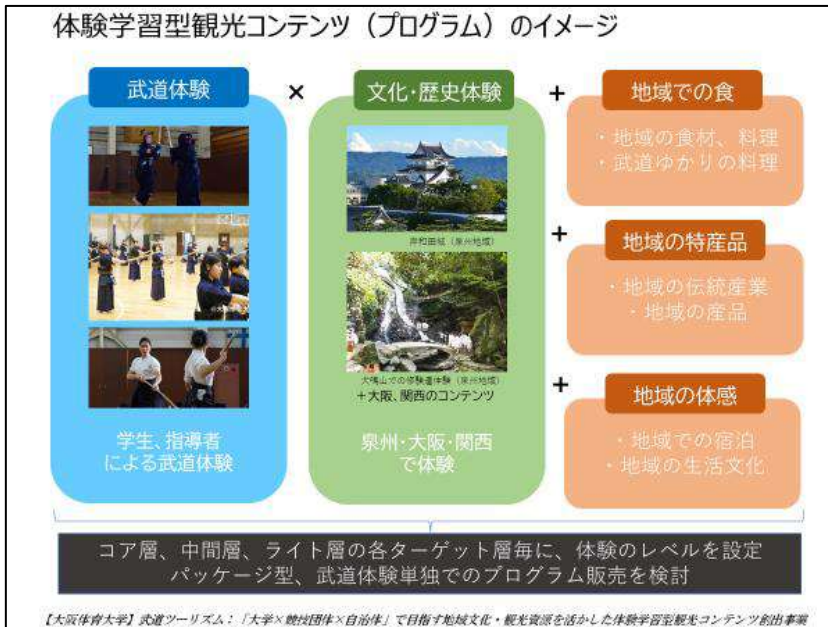 体験学習型観光コンテンツ（プログラム）のイメージ
武道体験
×
文化・歴史体験
+
地域での食
・地域の食材、料理
・武道ゆかりの料理
岸和田城（泉州地域）
+
地域の特産品
・地域の伝統産業
・地域の産品
犬鳴山での修験道体験（泉州地域）
＋大阪、関西のコンテンツ
+
地域の体感
・地域での宿泊
・地域の生活文化
学生、指導者
による武道体験
泉州・大阪・関西
で体験
コア層、中間層、ライト層の各ターゲット層毎に、体験のレベルを設定
パッケージ型、武道体験単独でのプログラム販売を検討
【大阪体育大学】武道ツーリズム：「大学×競技団体×自治体」で目指す地域文化・観光資源を活かした体験学習型観光コンテンツ創出事業